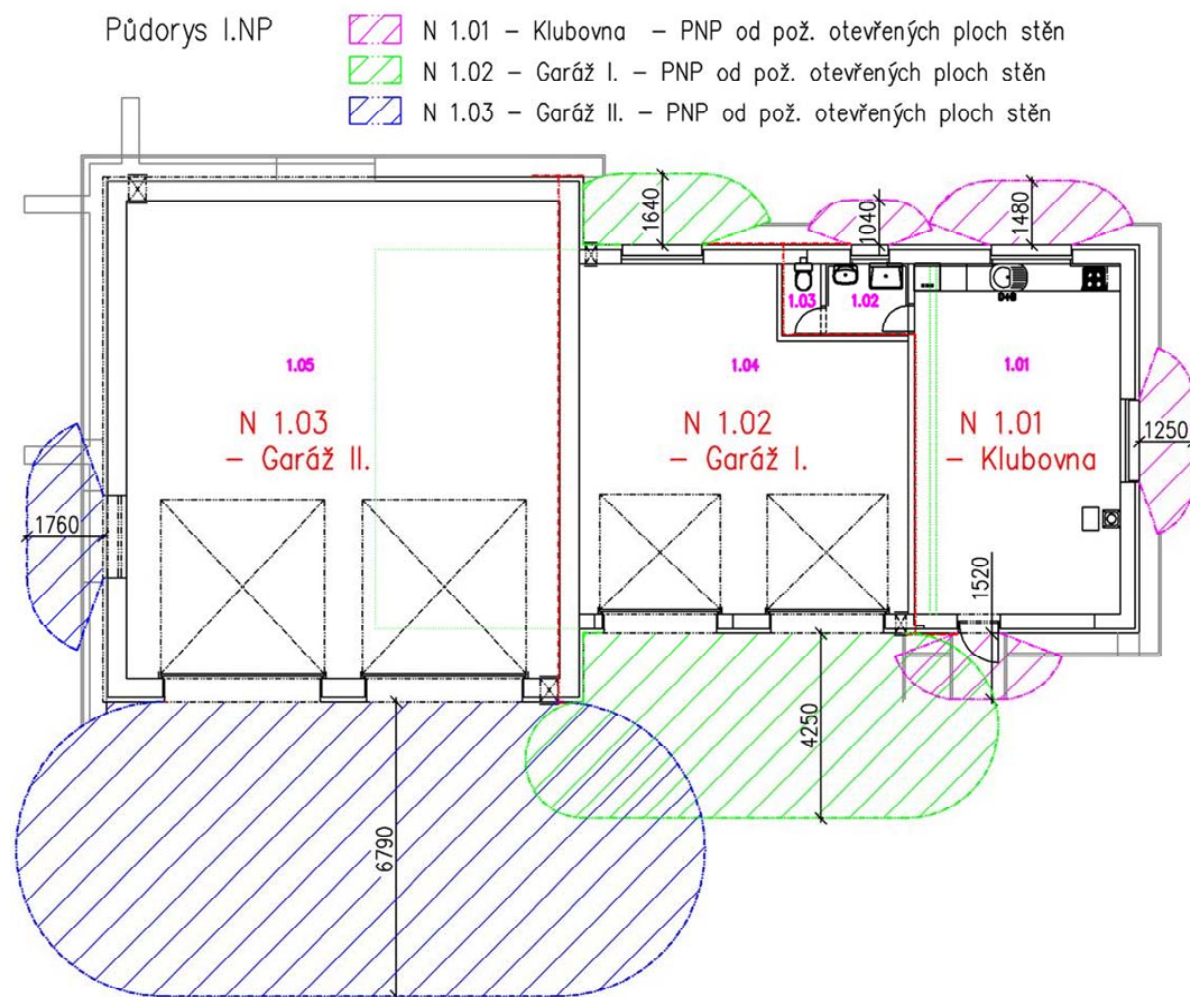 Půdorys I.NP
N 1.01 – Klubovna – PNP od pož. otevřených ploch stěn
N 1.02 – Garáž I. – PNP od pož. otevřených ploch stěn
N 1.03 – Garáž II. – PNP od pož. otevřených ploch stěn
1640
1040
1480
1.03
1.02
1.05
1.04
1.01
N 1.03
– Garáž II.
N 1.02
– Garáž I.
N 1.01
– Klubovna
1250
1760
1520
4250
6790